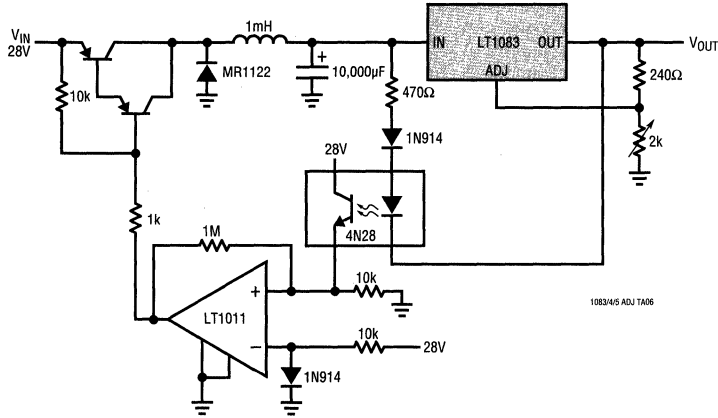 1mH
VIN
28V
IN
LT1083
OUT
VOUT
ADJ
MR1122
+
10,000µF
240Ω
10k
470Ω
1N914
2k
28V
4N28
1k
1M
+
10k
1083/4/5 ADJ TA06
LT1011
−
10k
28V
1N914